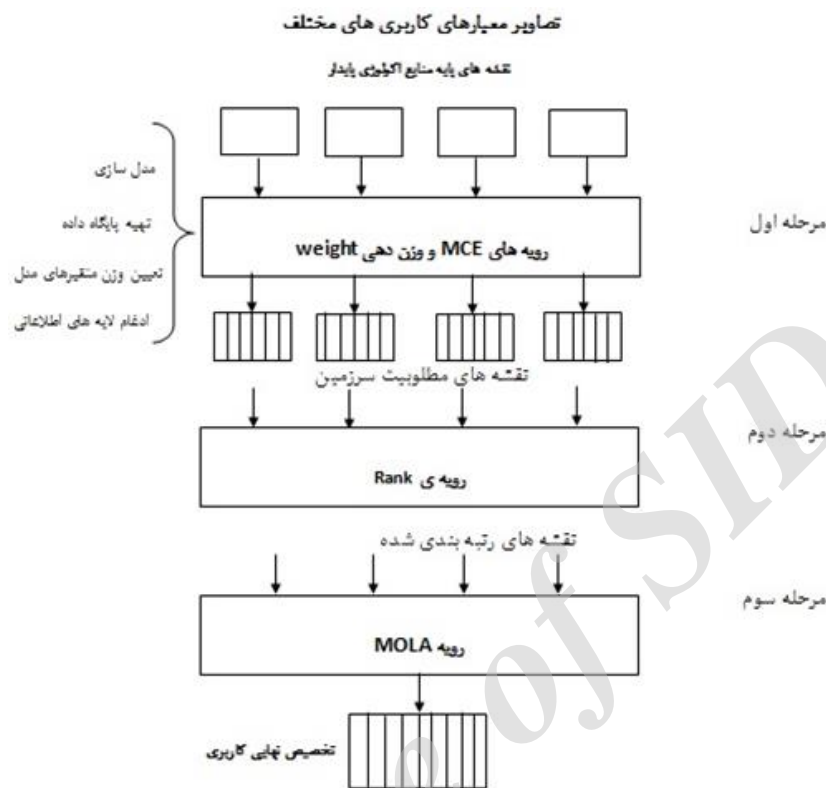 تصاویر معیارهای کاربری های مختلف
نقشه های پایه منابع اکولوژی پایدار
مدل سازی
تهیه پایگاه داده
تعیین وزن متغیرهای مدل
ادغام لایه های اطلاعاتی
رویه های MCE و وزن دهی weight
مرحله اول
نقشه های مطلوبیت سرزمین
مرحله دوم
رویه ی Rank
نقشه های رتبه بندی شده
مرحله سوم
رویه MOLA
تخصیص نهایی کاربری
of SID